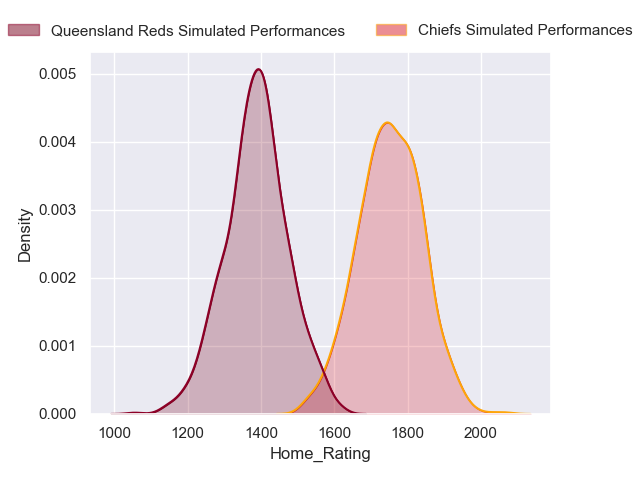 Queensland Reds Simulated Performances
Chiefs Simulated Performances
0.005
0.004
0.003
0.002
0.001
0.000
Density
1000 1200 1400 1600 1800 2000
Home_Rating